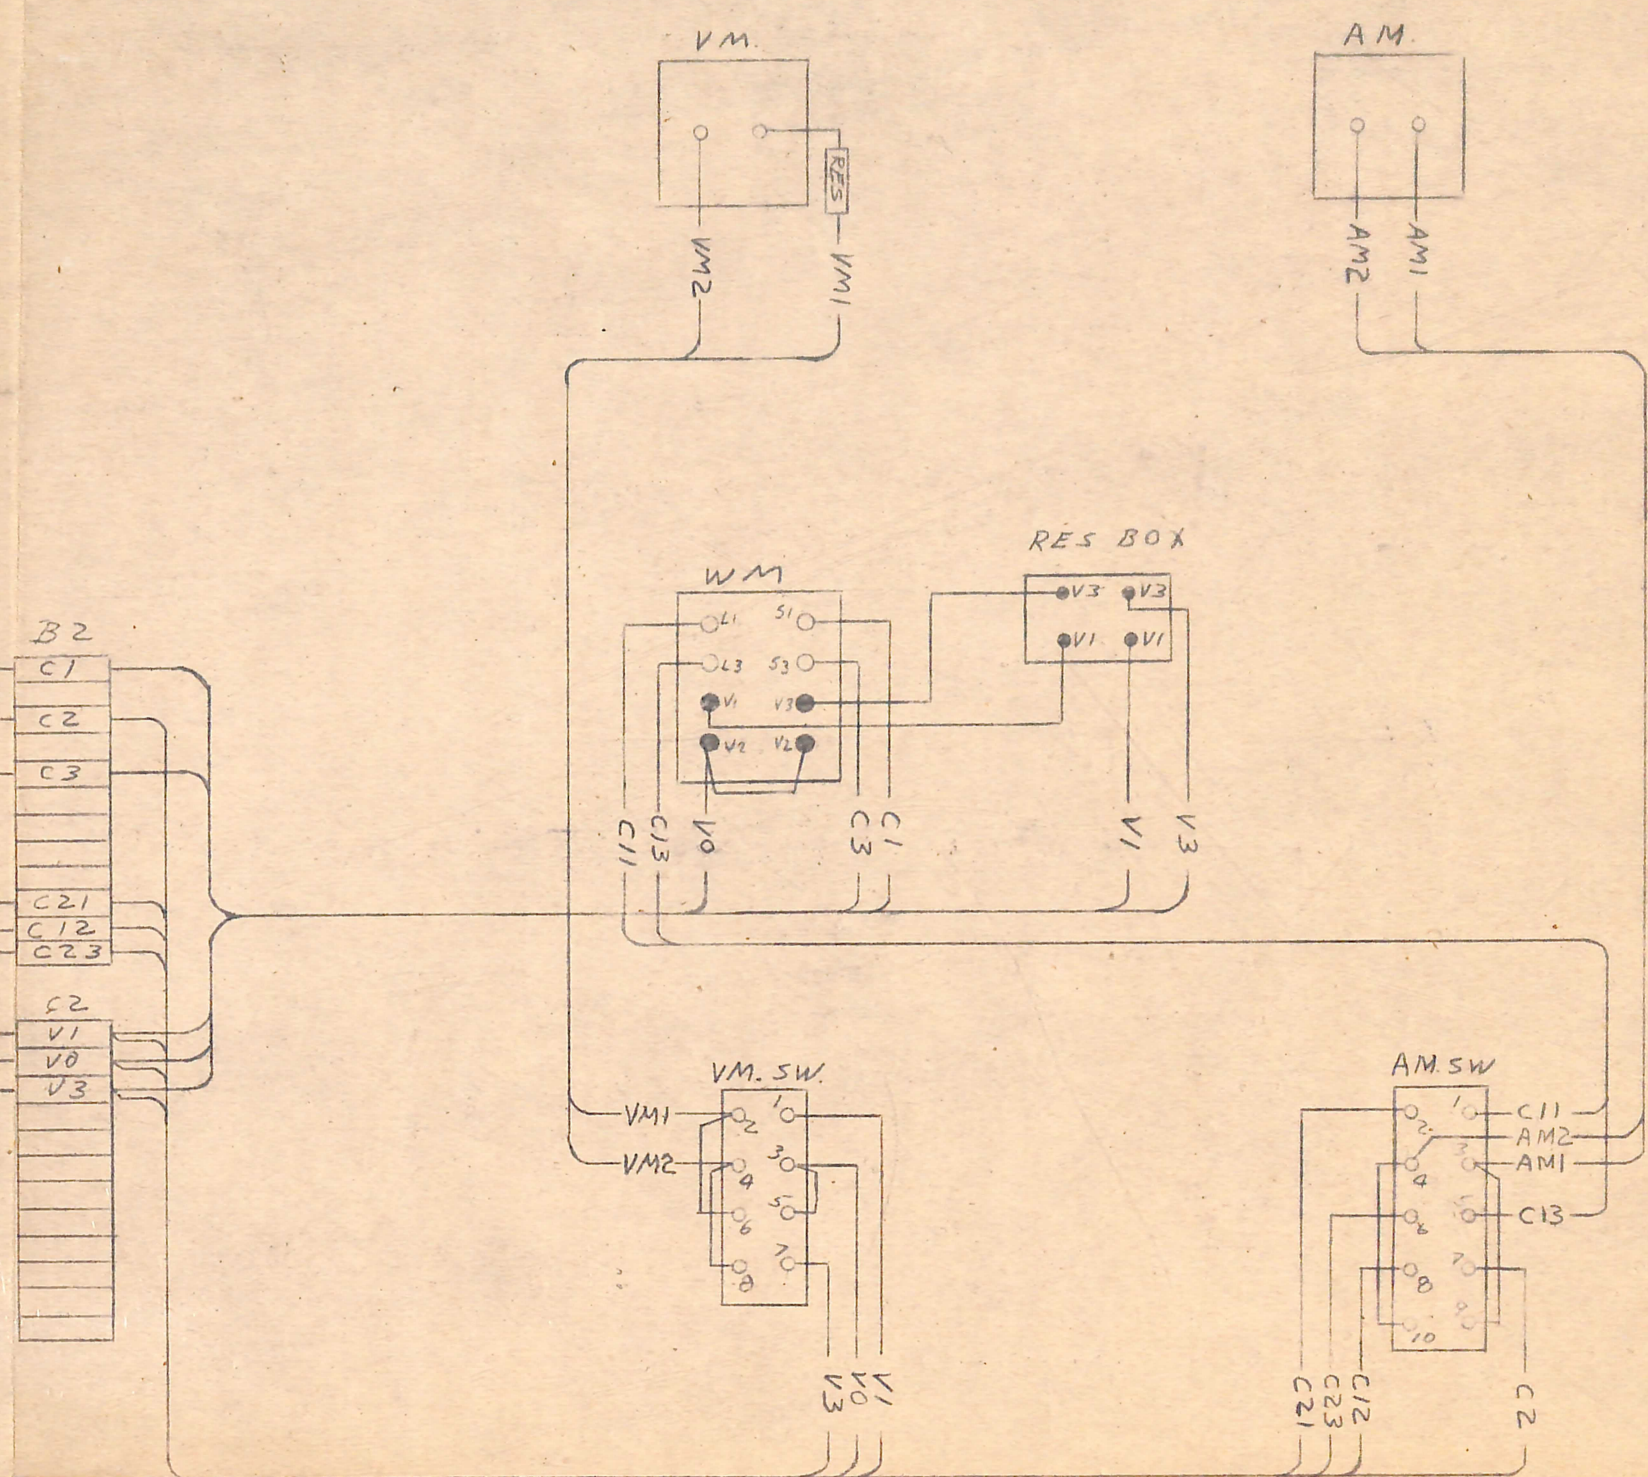 VM.
AM.
RES
VM2
VM1
AM2
AM1
RES BOX
V3 V3
V1 V1
WM
L1 S1
L3 S3
V1 V3
V2 V2
C11
C13
V0
C3
C1
V1
V3
B2
C1
C2
C3
C21
C12
C23
C2
V1
V0
V3
VM. SW.
VM1
VM2
2 1
4 3
6 5
8 7
V3
V0
V1
AM. SW
2 1
4 3
6
8 7
10 9
C11
AM2
AM1
C13
C21
C23
C12
C2